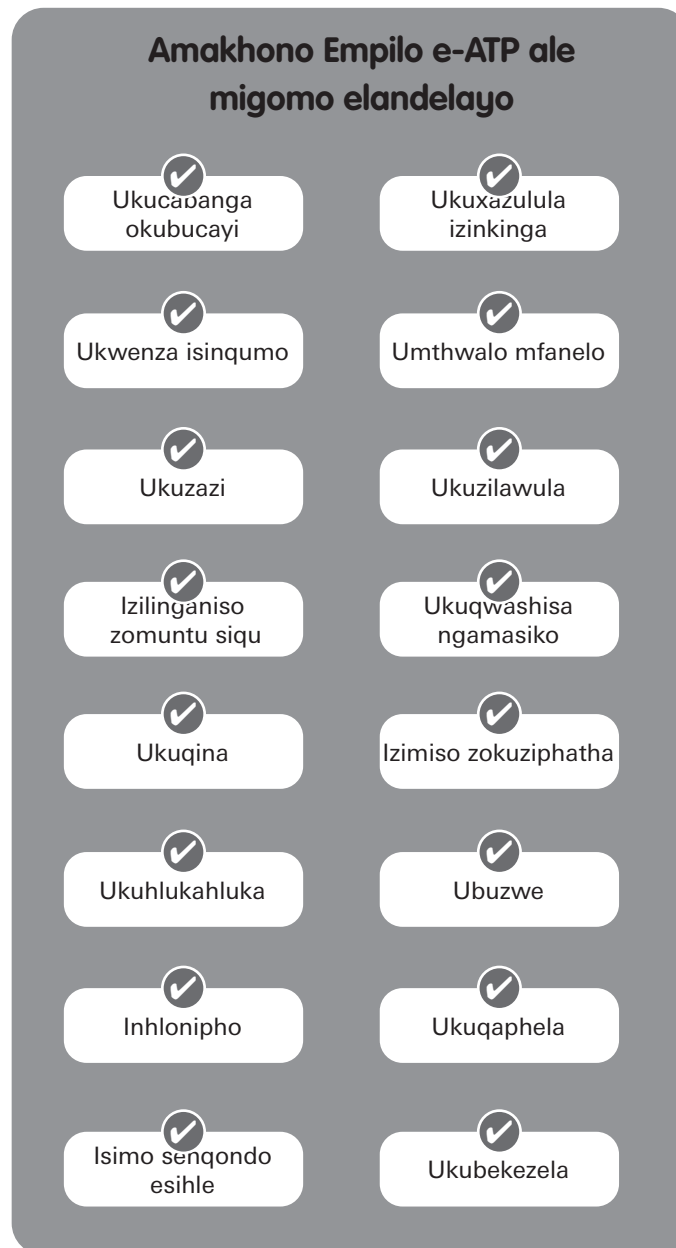 Amakhono Empilo e-ATP ale
migomo elandelayo
Ukucabanga
okubucayi
Ukuxazulula
izinkinga
Ukwenza isinqumo
Umthwalo mfanelo
Ukuzazi
Ukuzilawula
Izilinganiso
zomuntu siqu
Ukuqwashisa
ngamasiko
Ukuqina
Izimiso zokuziphatha
Ukuhlukahluka
Ubuzwe
Inhlonipho
Ukuqaphela
Isimo senqondo
esihle
Ukubekezela